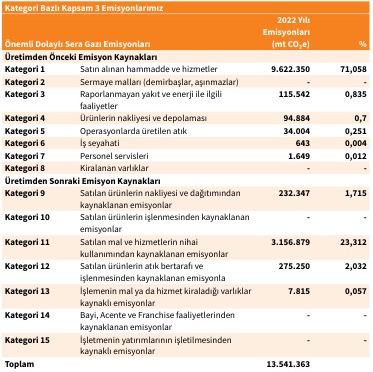 Kategori Bazlı Kapsam 3 Emisyonlarımız
2022 Yılı
Emisyonları
Önemli Dolaylı Sera Gazı Emisyonları (mt CO₂e) %
Üretimden Önceki Emisyon Kaynakları
Kategori 1 Satın alınan hammadde ve hizmetler 9.622.350 71,058
Kategori 2 Sermaye malları (demirbaşlar, aşınmazlar) - -
Kategori 3 Raporlanmayan yakıt ve enerji ile ilgili 115.542 0,835
faaliyetler
Kategori 4 Ürünlerin nakliyesi ve depolaması 94.884 0,7
Kategori 5 Operasyonlarda üretilen atık 34.004 0,251
Kategori 6 İş seyahati 643 0,004
Kategori 7 Personel servisleri 1.649 0,012
Kategori 8 Kiralanan varlıklar - -
Üretimden Sonraki Emisyon Kaynakları
Kategori 9 Satılan ürünlerin nakliyesi ve dağıtımından 232.347 1,715
kaynaklanan emisyonlar
Kategori 10 Satılan ürünlerin işlenmesinden kaynaklanan - -
emisyonlar
Kategori 11 Satılan mal ve hizmetlerin nihai 3.156.879 23,312
kullanımından kaynaklanan emisyonlar
Kategori 12 Satılan ürünlerin atık bertarafı ve 275.250 2,032
işlenmesinden kaynaklanan emisyonla
Kategori 13 İşlemenin mal ya da hizmet kiraladığı varlıklar 7.815 0,057
kaynaklı emisyonlar
Kategori 14 Bayi, Acente ve Franchise faaliyetlerinden - -
kaynaklanan emisyonlar
Kategori 15 İşletmenin yatırımlarının işletilmesinden - -
kaynaklı emisyonlar
Toplam 13.541.363